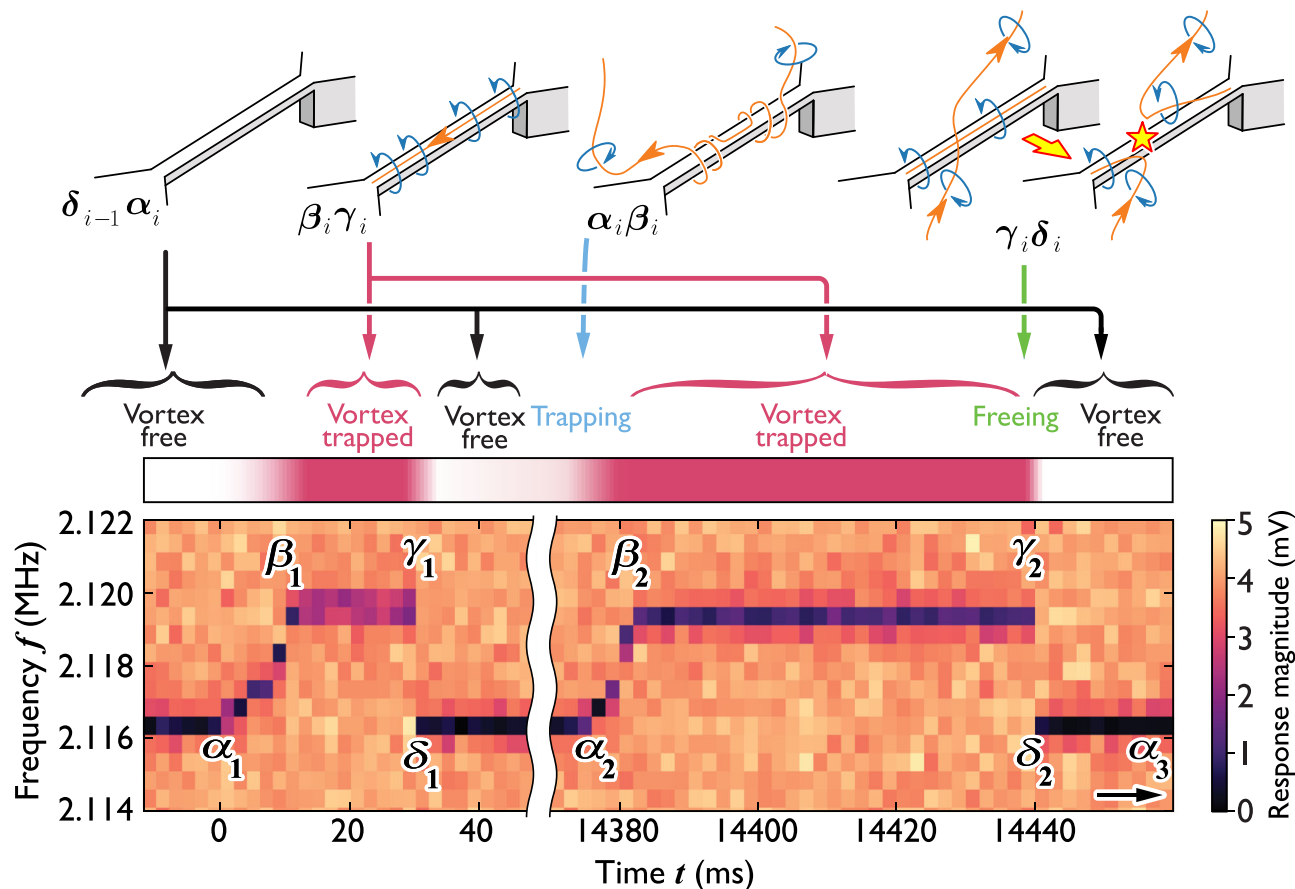 δi−1 αi
βiγi
αiβi
γiδi
Vortex
free
Vortex
trapped
Vortex
free
Trapping
Vortex
trapped
Freeing
Vortex
free
Frequency f (MHz)
2.122
2.120
2.118
2.116
2.114
β1
γ1
β2
γ2
α1
δ1
α2
δ2
α3
0
20
40
14380
14400
14420
14440
Time t (ms)
5
4
3
2
1
0
Response magnitude (mV)